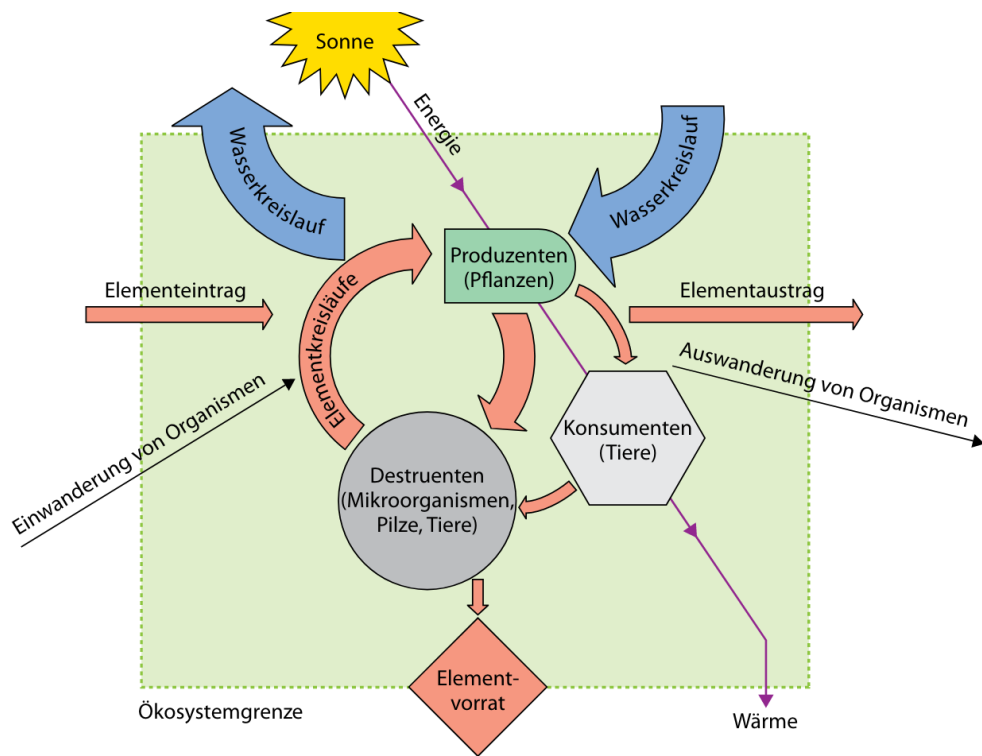 Sonne
Energie
Wasserkreislauf
Wasserkreislauf
Produzenten
(Pflanzen)
Elementeintrag
Elementkreisläufe
Elementaustrag
Auswanderung von Organismen
Einwanderung von Organismen
Konsumenten
(Tiere)
Destruenten
(Mikroorganismen,
Pilze, Tiere)
Element-
vorrat
Ökosystemgrenze
Wärme